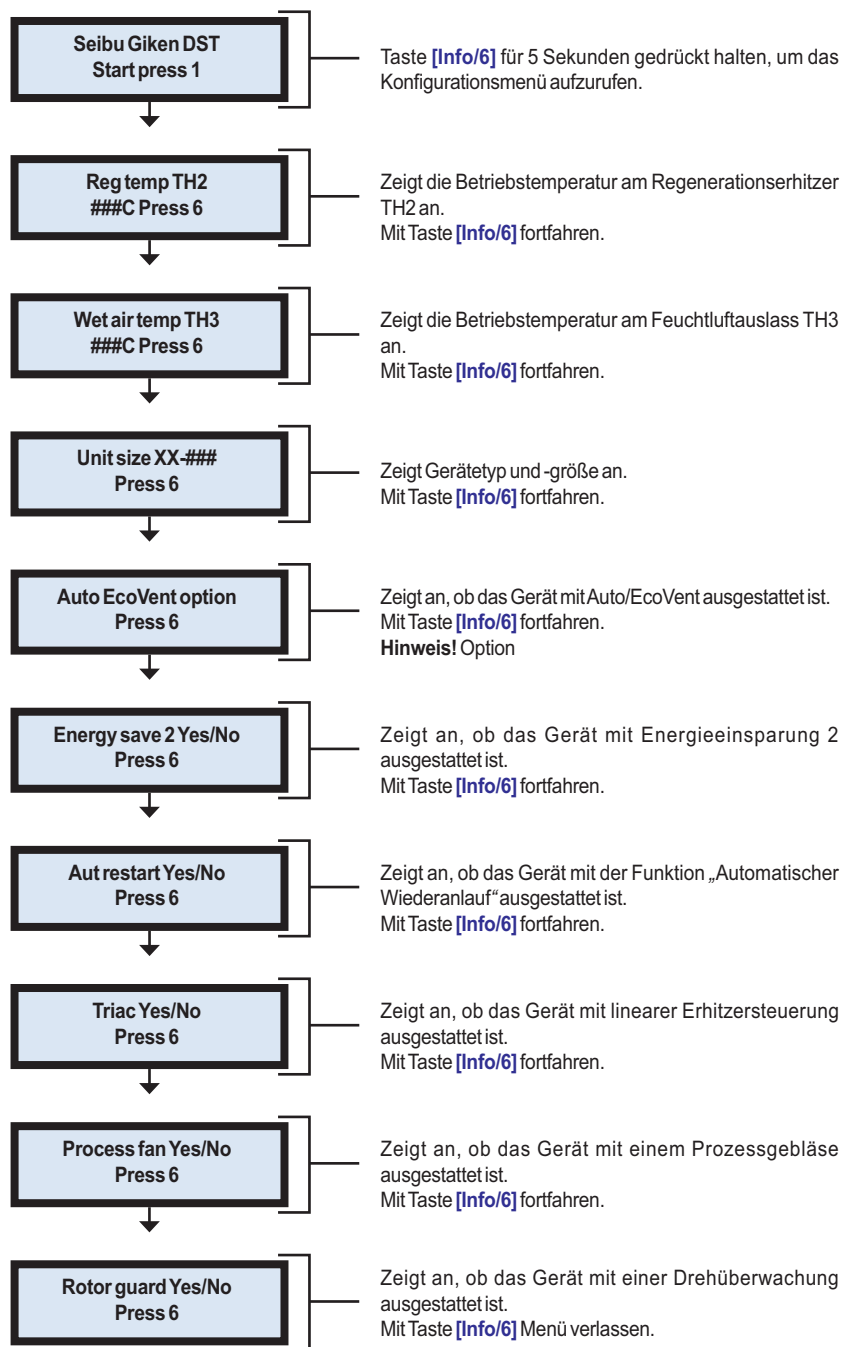 Seibu Giken DST
Start press 1
Taste [Info/6] für 5 Sekunden gedrückt halten, um das
Konfigurationsmenü aufzurufen.
Reg temp TH2
###C Press 6
Zeigt die Betriebstemperatur am Regenerationserhitzer
TH2 an.
Mit Taste [Info/6] fortfahren.
Wet air temp TH3
###C Press 6
Zeigt die Betriebstemperatur am Feuchtluftauslass TH3
an.
Mit Taste [Info/6] fortfahren.
Unit size XX-###
Press 6
Zeigt Gerätetyp und -größe an.
Mit Taste [Info/6] fortfahren.
Auto EcoVent option
Press 6
Zeigt an, ob das Gerät mit Auto/EcoVent ausgestattet ist.
Mit Taste [Info/6] fortfahren.
Hinweis! Option
Energy save 2 Yes/No
Press 6
Zeigt an, ob das Gerät mit Energieeinsparung 2
ausgestattet ist.
Mit Taste [Info/6] fortfahren.
Aut restart Yes/No
Press 6
Zeigt an, ob das Gerät mit der Funktion „Automatischer
Wiederanlauf“ ausgestattet ist.
Mit Taste [Info/6] fortfahren.
Triac Yes/No
Press 6
Zeigt an, ob das Gerät mit linearer Erhitzersteuerung
ausgestattet ist.
Mit Taste [Info/6] fortfahren.
Process fan Yes/No
Press 6
Zeigt an, ob das Gerät mit einem Prozessgebläse
ausgestattet ist.
Mit Taste [Info/6] fortfahren.
Rotor guard Yes/No
Press 6
Zeigt an, ob das Gerät mit einer Drehüberwachung
ausgestattet ist.
Mit Taste [Info/6] Menü verlassen.